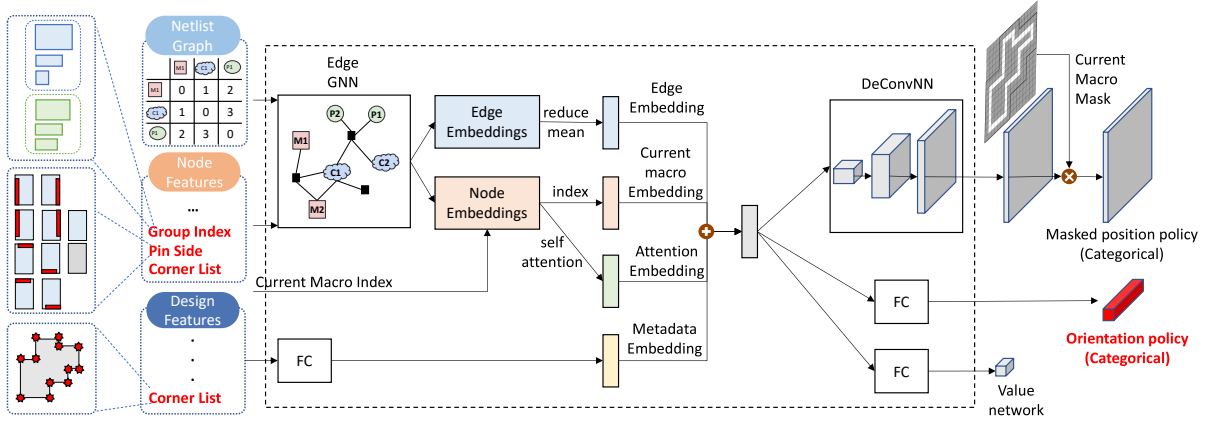 Netlist
Graph
M1 C1 P1
M1 0 1 2
C1 1 0 3
P1 2 3 0
Node
Features
...
Group Index
Pin Side
Corner List
Design
Features
.
.
.
.
Corner List
Edge
GNN
P2 P1
M1
C1
C2
M2
Current Macro Index
FC
Edge
Embeddings
Node
Embeddings
reduce
mean
index
self
attention
Edge
Embedding
Current
macro
Embedding
Attention
Embedding
Metadata
Embedding
DeConvNN
FC
FC
Current
Macro
Mask
Masked position policy
(Categorical)
Orientation policy
(Categorical)
Value
network